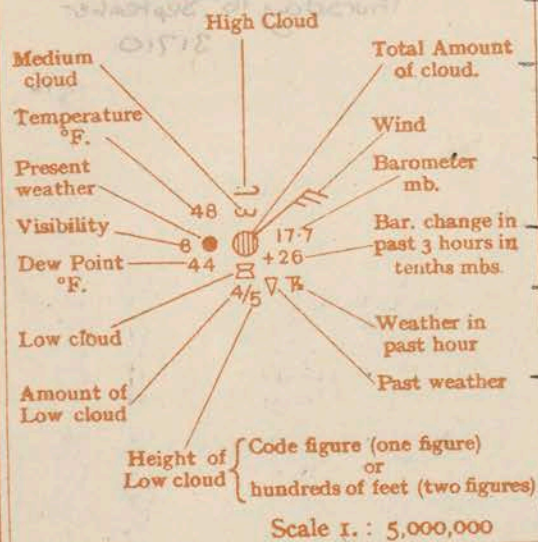 High Cloud
Medium
cloud
Total Amount
of cloud.
Temperature
°F.
Wind
Present
weather
Barometer
mb.
48
Visibility
8
17.7
Bar. change in
past 3 hours in
tenths mbs.
+26
Dew Point
°F.
44
4/5
Low cloud
Weather in
past hour
Amount of
Low cloud
Past weather
Height of
Low cloud
Code figure (one figure)
or
hundreds of feet (two figures)
Scale 1. : 5,000,000